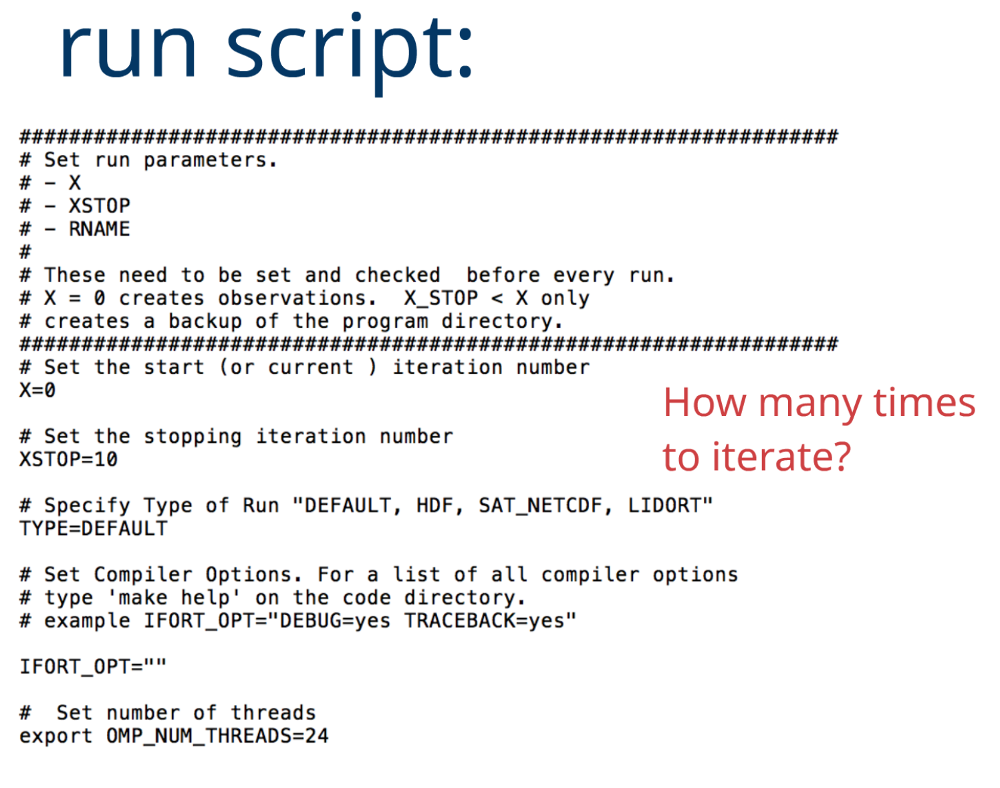 run script:
##################################################################
# Set run parameters.
# – X
# – XSTOP
# – RNAME
#
# These need to be set and checked  before every run.
# X = 0 creates observations.  X_STOP < X only
# creates a backup of the program directory.
##################################################################
# Set the start (or current ) iteration number
X=0
How many times
to iterate?
# Set the stopping iteration number
XSTOP=10
# Specify Type of Run "DEFAULT, HDF, SAT_NETCDF, LIDORT"
TYPE=DEFAULT
# Set Compiler Options. For a list of all compiler options
# type 'make help' on the code directory.
# example IFORT_OPT="DEBUG=yes TRACEBACK=yes"
IFORT_OPT=""
#  Set number of threads
export OMP_NUM_THREADS=24